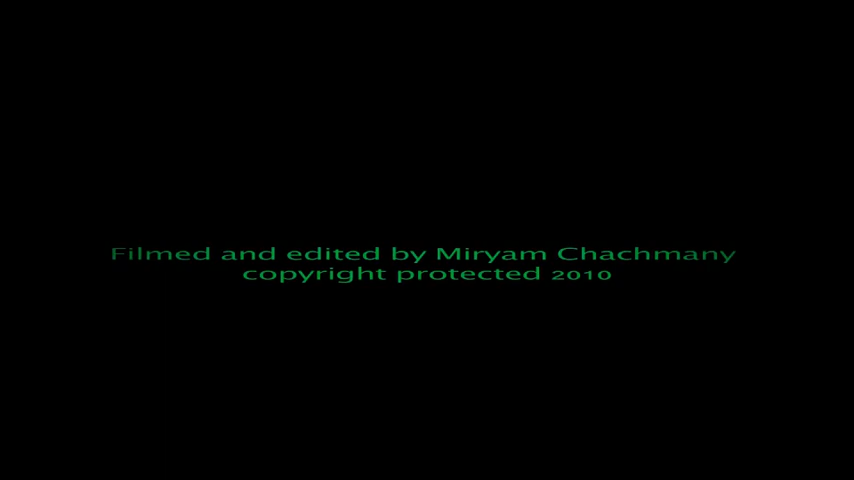 Filmed and edited by Miryam Chachmany
copyright protected 2010